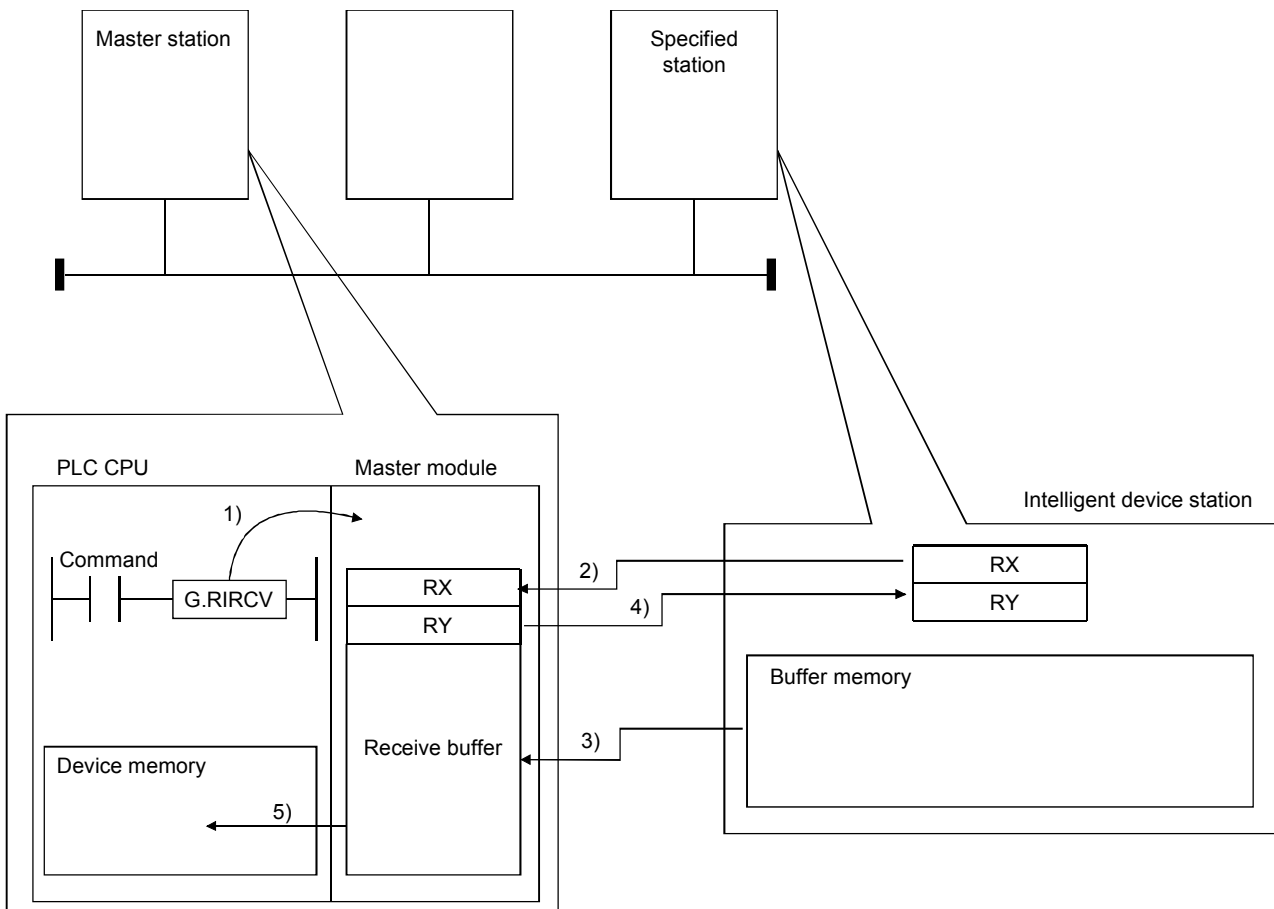 Master station
Specified
station
PLC CPU
Master module
Intelligent device station
1)
Command
G.RIRCV
RX
RY
2)
4)
RX
RY
Buffer memory
Receive buffer
3)
Device memory
5)